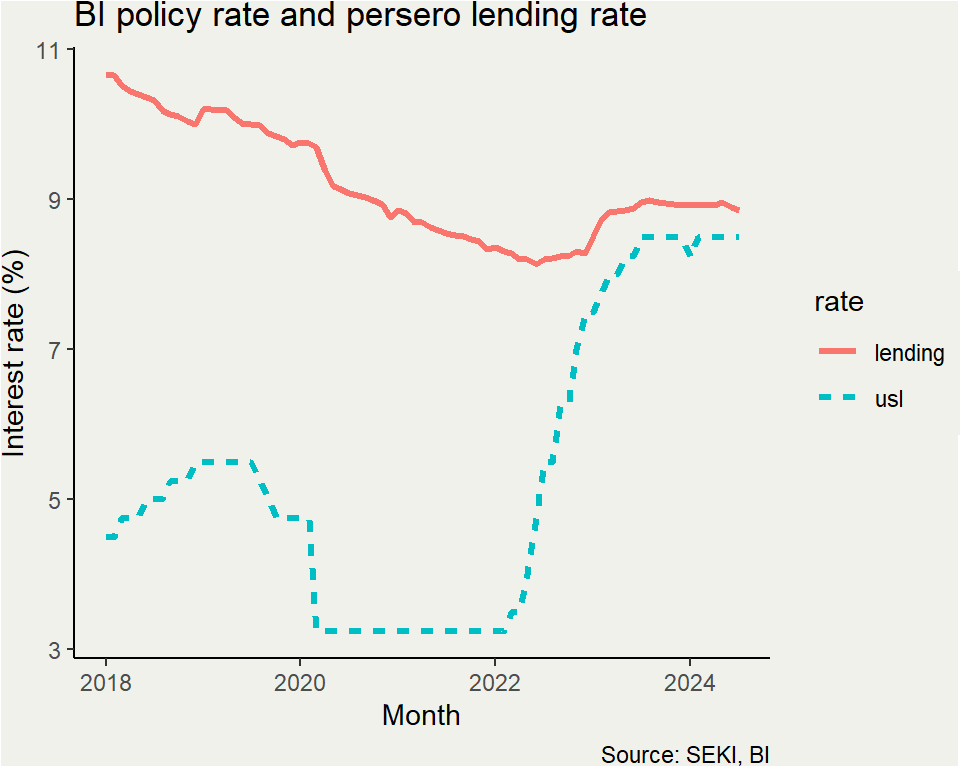 BI policy rate and persero lending rate
11
9
7
5
3
Interest rate (%)
2018
2020
2022
2024
Month
rate
lending
usl
Source: SEKI, BI